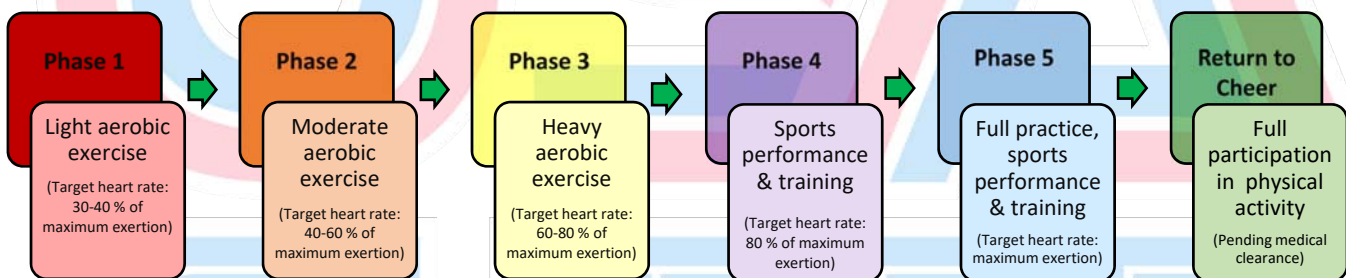 Phase 1
Light aerobic
exercise
(Target heart rate:
30-40 % of
maximum exertion)
Phase 2
Moderate
aerobic
exercise
(Target heart rate:
40-60 % of
maximum exertion)
Phase 3
Heavy
aerobic
exercise
(Target heart rate:
60-80 % of
maximum exertion)
Phase 4
Sports
performance
& training
(Target heart rate:
80 % of maximum
exertion)
Phase 5
Full practice,
sports
performance
& training
(Target heart rate:
maximum exertion)
Return to
Cheer
Full
participation
in physical
activity
(Pending medical
clearance)